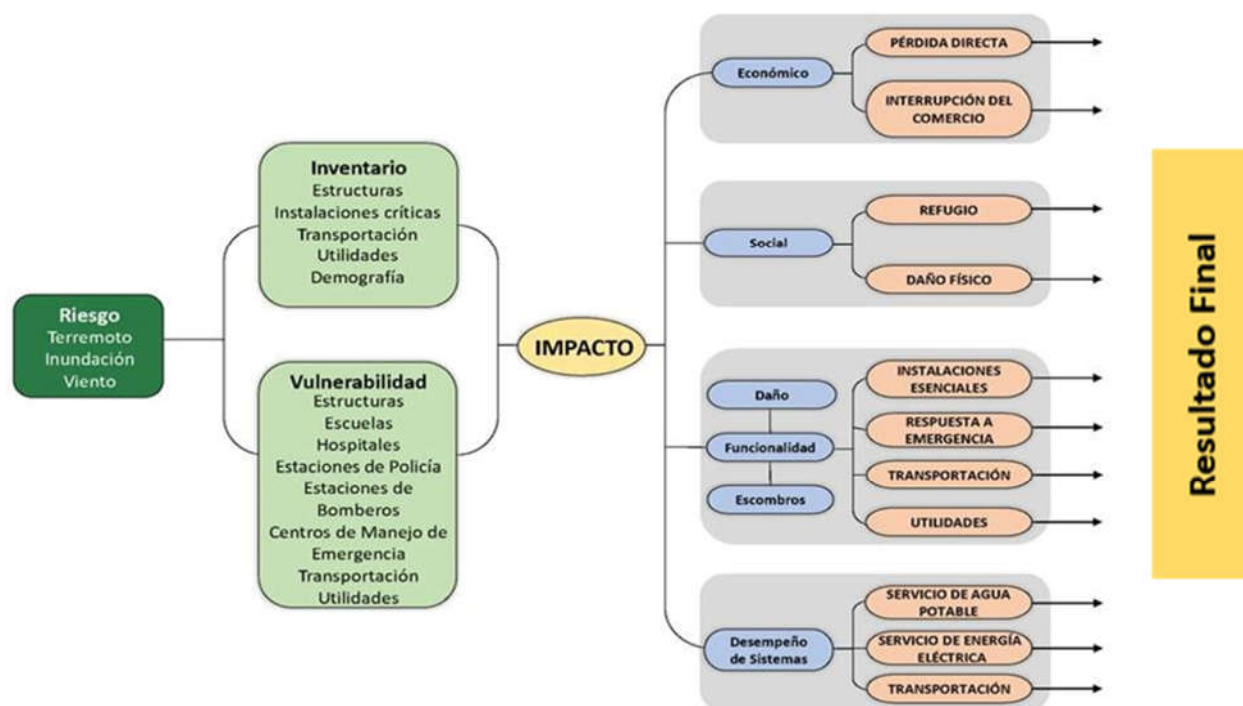 Riesgo
Terremoto
Inundación
Viento
Inventario
Estructuras
Instalaciones críticas
Transportación
Utilidades
Demografía
Vulnerabilidad
Estructuras
Escuelas
Hospitales
Estaciones de Policía
Estaciones de
Bomberos
Centros de Manejo de
Emergencia
Transportación
Utilidades
IMPACTO
Económico
PÉRDIDA DIRECTA
INTERRUPCIÓN DEL
COMERCIO
Social
REFUGIO
DAÑO FÍSICO
Daño
Funcionalidad
Escombros
INSTALACIONES
ESENCIALES
RESPUESTA A
EMERGENCIA
TRANSPORTACIÓN
UTILIDADES
Desempeño
de Sistemas
SERVICIO DE AGUA
POTABLE
SERVICIO DE ENERGÍA
ELÉCTRICA
TRANSPORTACIÓN
Resultado Final